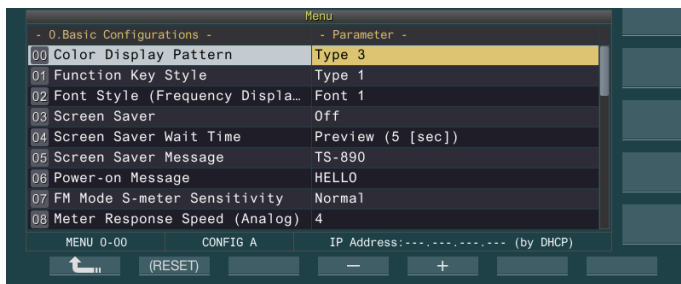 Menu
- 0.Basic Configurations - - Parameter -
00 Color Display Pattern Type 3
01 Function Key Style Type 1
02 Font Style (Frequency Displa… Font 1
03 Screen Saver Off
04 Screen Saver Wait Time Preview (5 [sec])
05 Screen Saver Message TS-890
06 Power-on Message HELLO
07 FM Mode S-meter Sensitivity Normal
08 Meter Response Speed (Analog) 4
MENU 0-00 CONFIG A IP Address:---.---.---.--- (by DHCP)
(RESET) − +